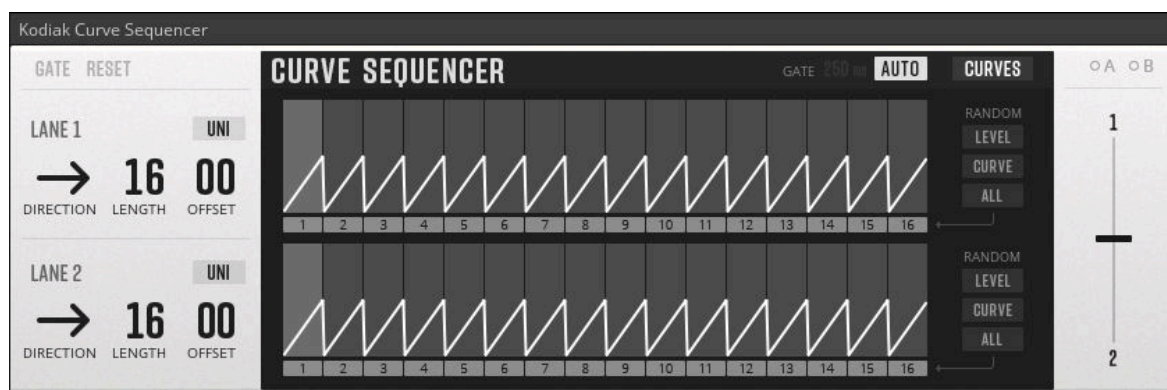 Kodiak Curve Sequencer
GATE RESET
CURVE SEQUENCER
GATE 250 ms AUTO
CURVES
A B
LANE 1 UNI
16 00
DIRECTION LENGTH OFFSET
1 2 3 4 5 6 7 8 9 10 11 12 13 14 15 16
RANDOM
LEVEL
CURVE
ALL
LANE 2 UNI
16 00
DIRECTION LENGTH OFFSET
1 2 3 4 5 6 7 8 9 10 11 12 13 14 15 16
RANDOM
LEVEL
CURVE
ALL
1
2